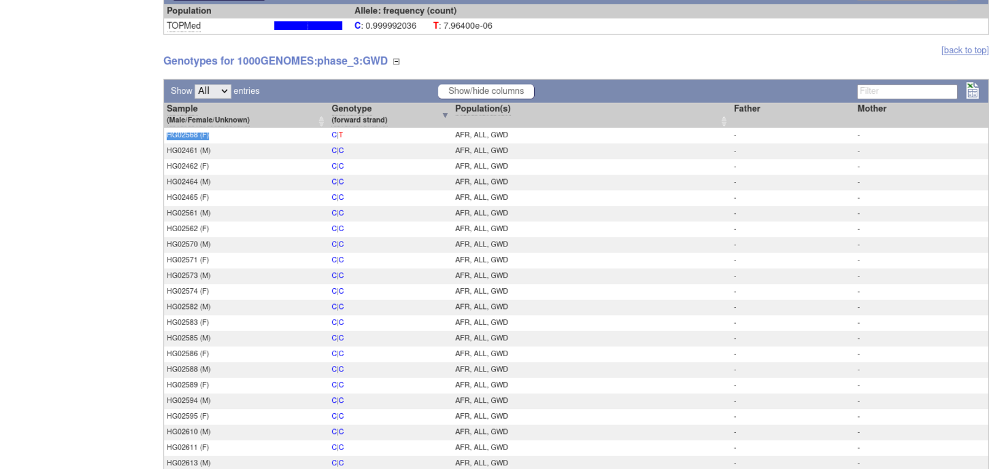 Population Allele: frequency (count)
TOPMed C: 0.999992036 T: 7.96400e-06
[back to top]
Genotypes for 1000GENOMES:phase_3:GWD
Show All entries Show/hide columns Filter
Sample Genotype Population(s) Father Mother
(Male/Female/Unknown) (forward strand)
HG02568 (F) C|T AFR, ALL, GWD - -
HG02461 (M) C|C AFR, ALL, GWD - -
HG02462 (F) C|C AFR, ALL, GWD - -
HG02464 (M) C|C AFR, ALL, GWD - -
HG02465 (F) C|C AFR, ALL, GWD - -
HG02561 (M) C|C AFR, ALL, GWD - -
HG02562 (F) C|C AFR, ALL, GWD - -
HG02570 (M) C|C AFR, ALL, GWD - -
HG02571 (F) C|C AFR, ALL, GWD - -
HG02573 (M) C|C AFR, ALL, GWD - -
HG02574 (F) C|C AFR, ALL, GWD - -
HG02582 (M) C|C AFR, ALL, GWD - -
HG02583 (F) C|C AFR, ALL, GWD - -
HG02585 (M) C|C AFR, ALL, GWD - -
HG02586 (F) C|C AFR, ALL, GWD - -
HG02588 (M) C|C AFR, ALL, GWD - -
HG02589 (F) C|C AFR, ALL, GWD - -
HG02594 (M) C|C AFR, ALL, GWD - -
HG02595 (F) C|C AFR, ALL, GWD - -
HG02610 (M) C|C AFR, ALL, GWD - -
HG02611 (F) C|C AFR, ALL, GWD - -
HG02613 (M) C|C AFR, ALL, GWD - -